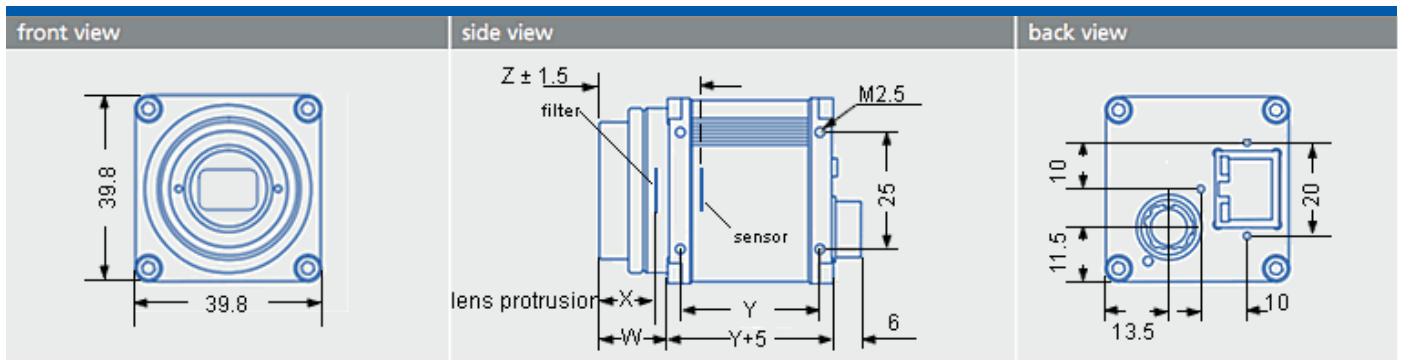 front view
side view
back view
39.8
39.8
Z ± 1.5
filter
M2.5
25
sensor
lens protrusion
X
Y
W
Y+5
6
10
20
11.5
13.5
10